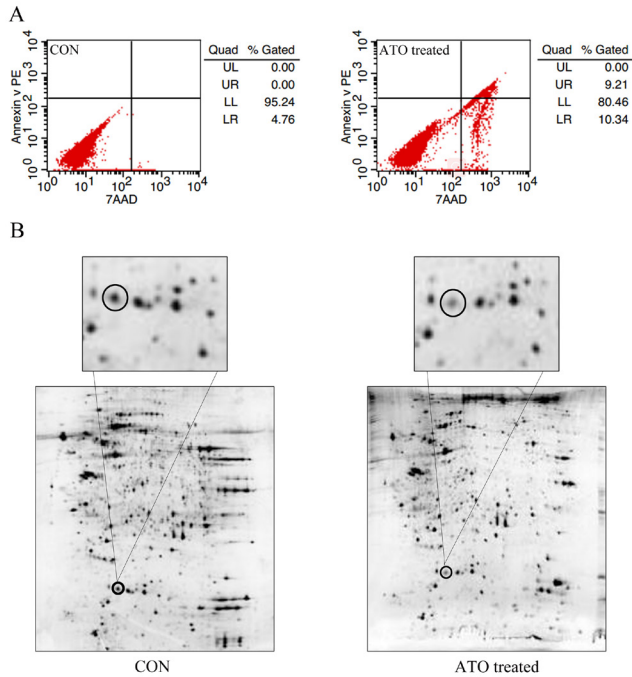 A
CON
Annexin v PE
10^4
10^3
10^2
10^1
10^0
10^0 10^1 10^2 10^3 10^4
7AAD
Quad % Gated
UL 0.00
UR 0.00
LL 95.24
LR 4.76
ATO treated
Annexin v PE
10^4
10^3
10^2
10^1
10^0
10^0 10^1 10^2 10^3 10^4
7AAD
Quad % Gated
UL 0.00
UR 9.21
LL 80.46
LR 10.34
B
CON
ATO treated